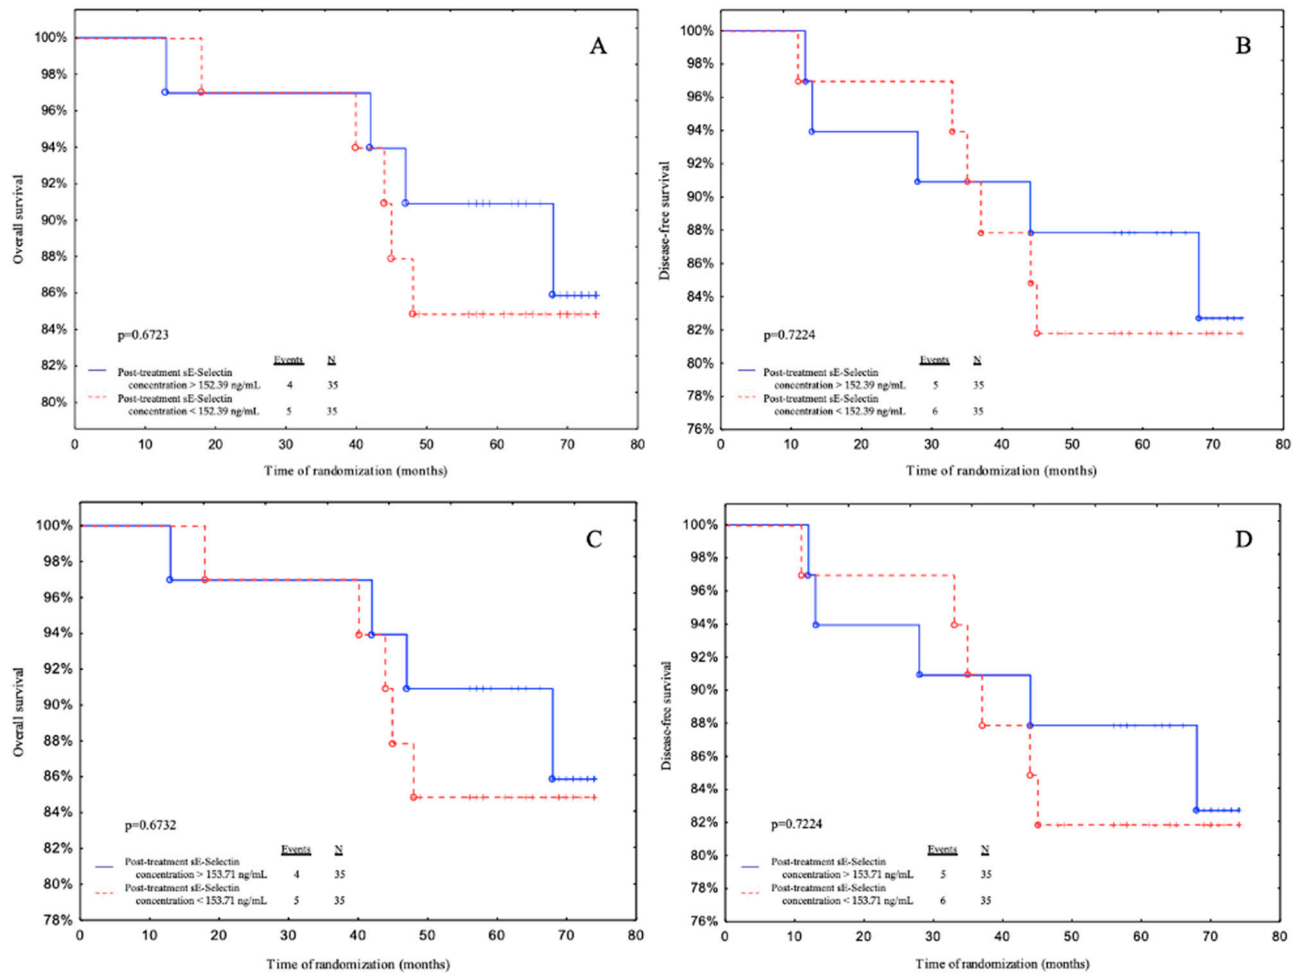 A
100%
98%
96%
94%
92%
90%
88%
86%
84%
82%
80%
Overall survival
p=0.6723
Events N
Post-treatment sE-Selectin
concentration > 152.39 ng/mL 4 35
Post-treatment sE-Selectin
concentration < 152.39 ng/mL 5 35
0 10 20 30 40 50 60 70 80
Time of randomization (months)
B
100%
98%
96%
94%
92%
90%
88%
86%
84%
82%
80%
78%
76%
Disease-free survival
p=0.7224
Events N
Post-treatment sE-Selectin
concentration > 152.39 ng/mL 5 35
Post-treatment sE-Selectin
concentration < 152.39 ng/mL 6 35
0 10 20 30 40 50 60 70 80
Time of randomization (months)
C
100%
98%
96%
94%
92%
90%
88%
86%
84%
82%
80%
78%
Overall survival
p=0.6732
Events N
Post-treatment sE-Selectin
concentration > 153.71 ng/mL 4 35
Post-treatment sE-Selectin
concentration < 153.71 ng/mL 5 35
0 10 20 30 40 50 60 70 80
Time of randomization (months)
D
100%
98%
96%
94%
92%
90%
88%
86%
84%
82%
80%
78%
76%
Disease-free survival
p=0.7224
Events N
Post-treatment sE-Selectin
concentration > 153.71 ng/mL 5 35
Post-treatment sE-Selectin
concentration < 153.71 ng/mL 6 35
0 10 20 30 40 50 60 70 80
Time of randomization (months)